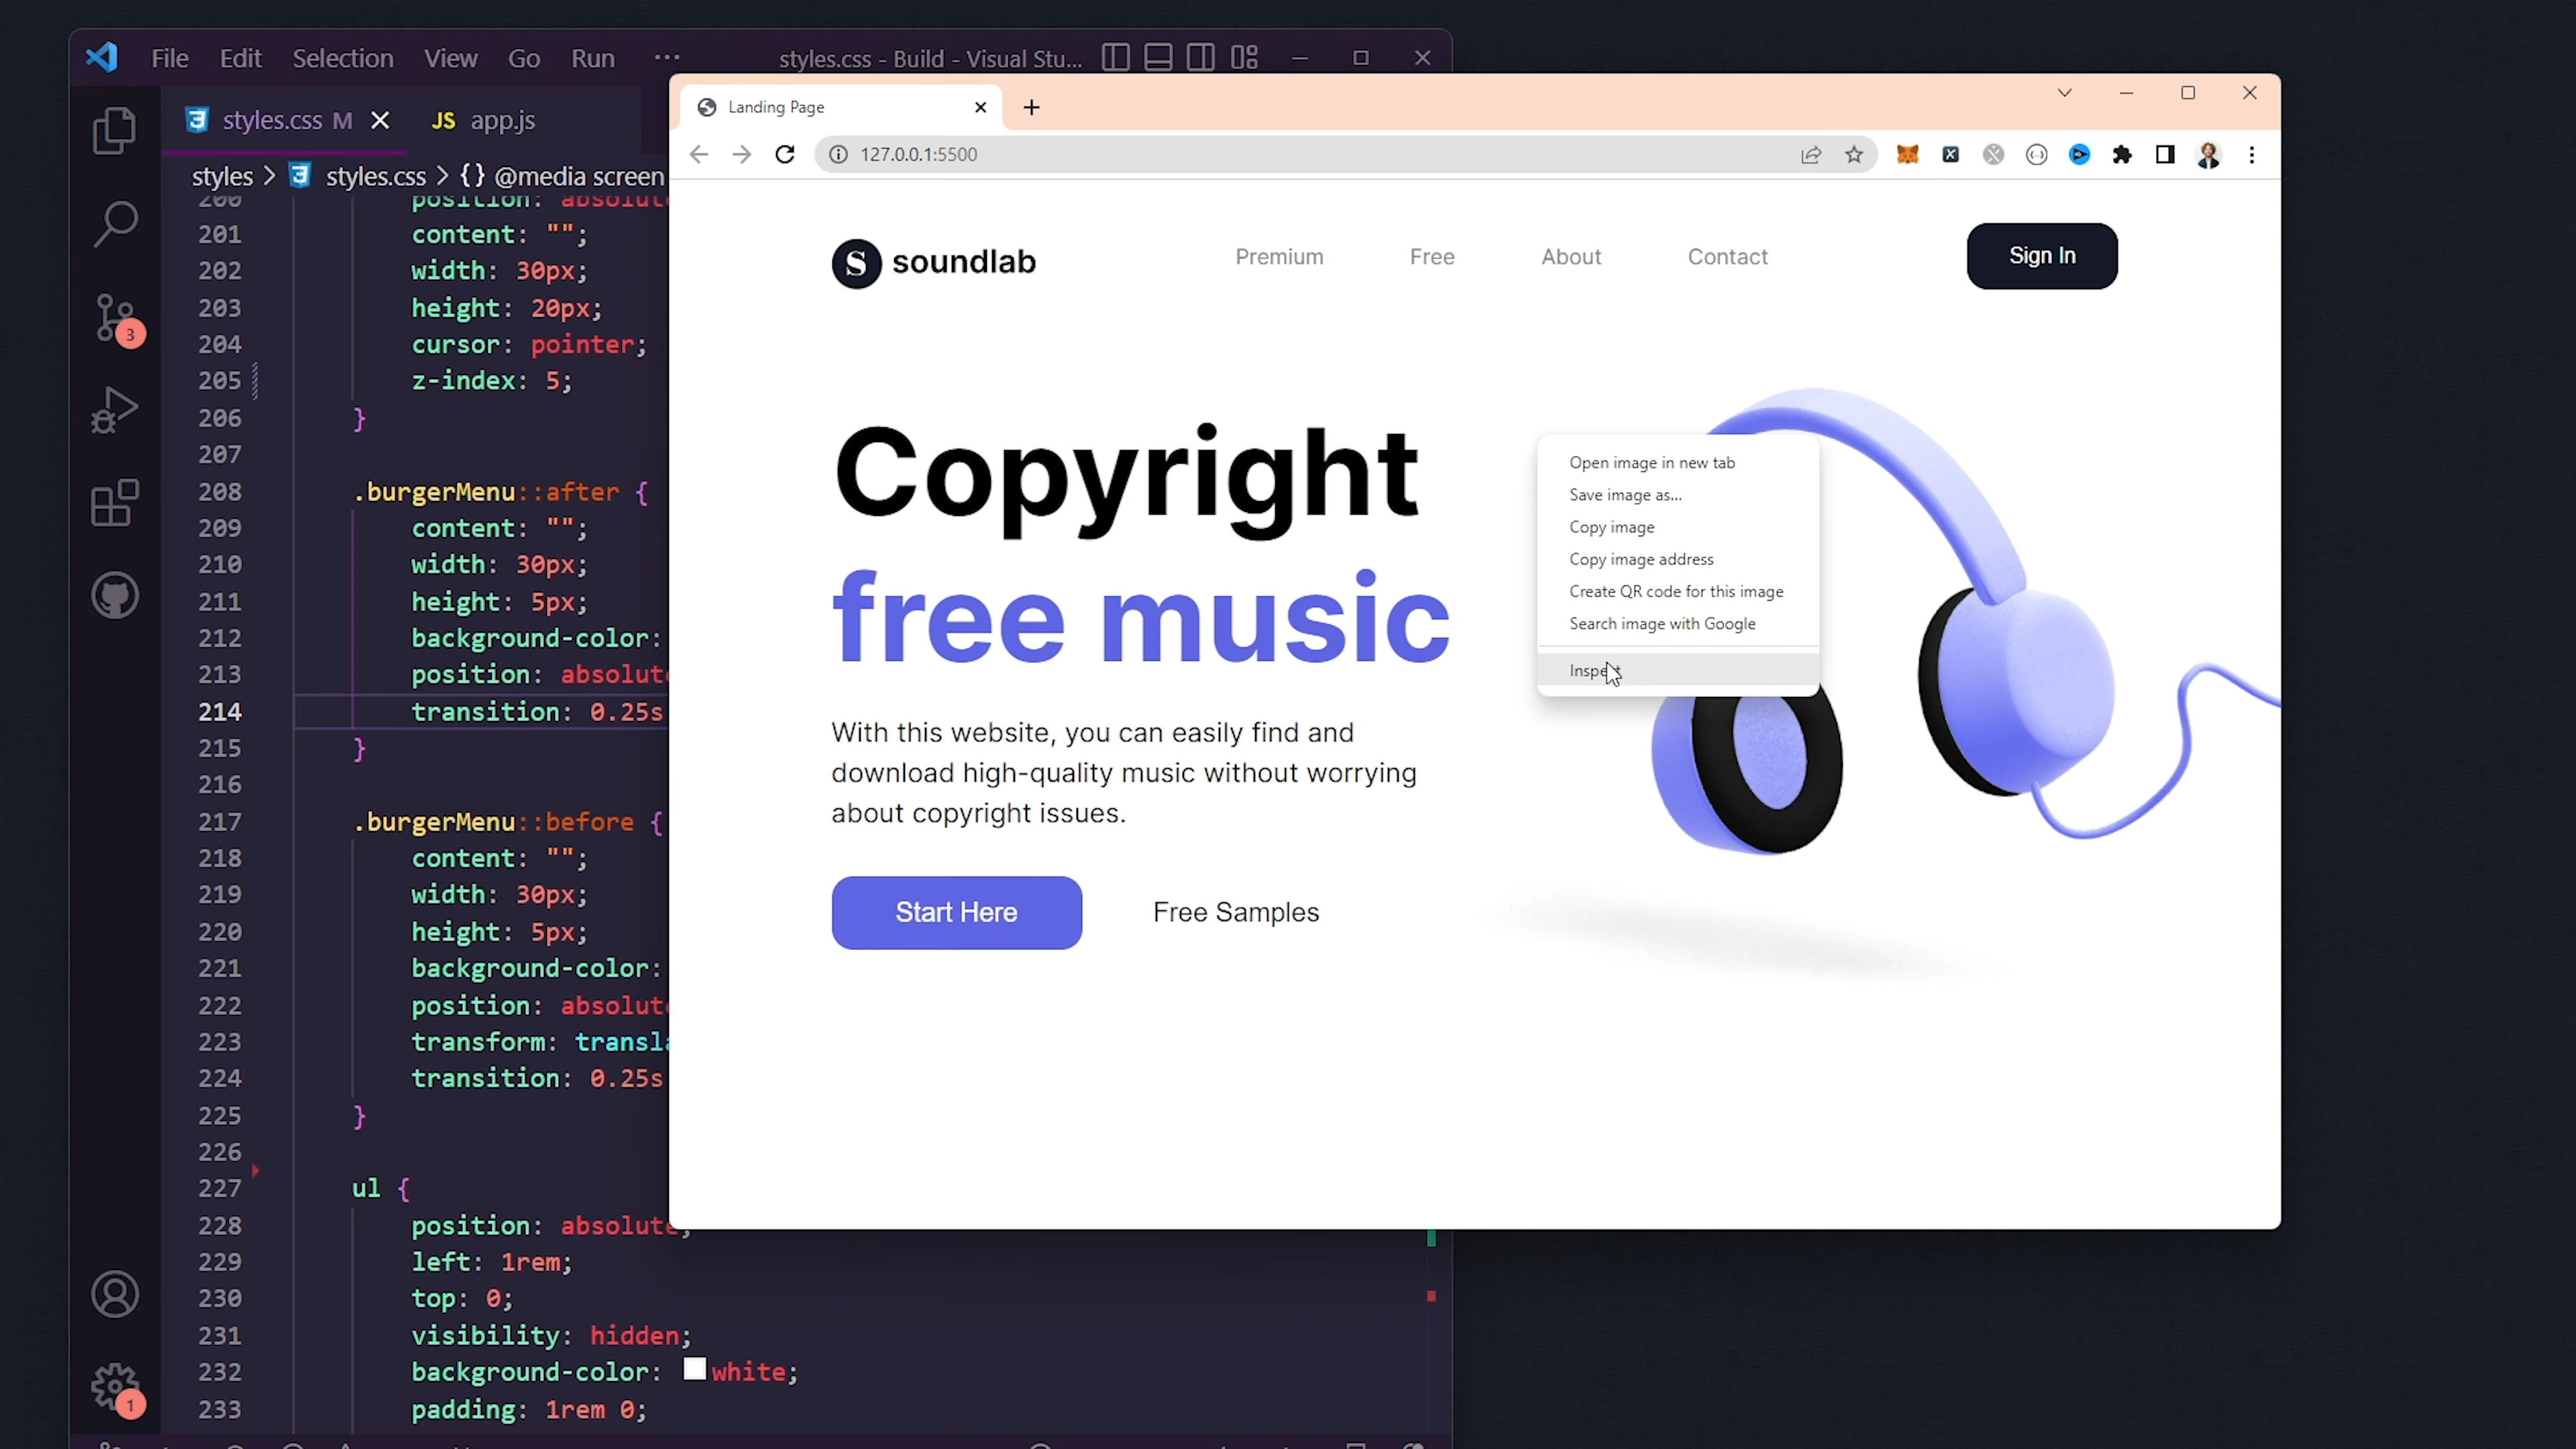 File Edit Selection View Go Run ··· styles.css - Build - Visual Stu...
styles.css M app.js
styles > styles.css > {} @media screen
200 position: absolut
201 content: "";
202 width: 30px;
203 height: 20px;
204 cursor: pointer;
205 z-index: 5;
206 }
207
208 .burgerMenu::after {
209 content: "";
210 width: 30px;
211 height: 5px;
212 background-color:
213 position: absolut
214 transition: 0.25s
215 }
216
217 .burgerMenu::before {
218 content: "";
219 width: 30px;
220 height: 5px;
221 background-color:
222 position: absolut
223 transform: transl
224 transition: 0.25s
225 }
226
227 ul {
228 position: absolute;
229 left: 1rem;
230 top: 0;
231 visibility: hidden;
232 background-color: white;
233 padding: 1rem 0;
3
1
Landing Page
127.0.0.1:5500
S soundlab
Premium Free About Contact Sign In
Copyright
free music
With this website, you can easily find and
download high-quality music without worrying
about copyright issues.
Start Here Free Samples
Open image in new tab
Save image as...
Copy image
Copy image address
Create QR code for this image
Search image with Google
Inspect